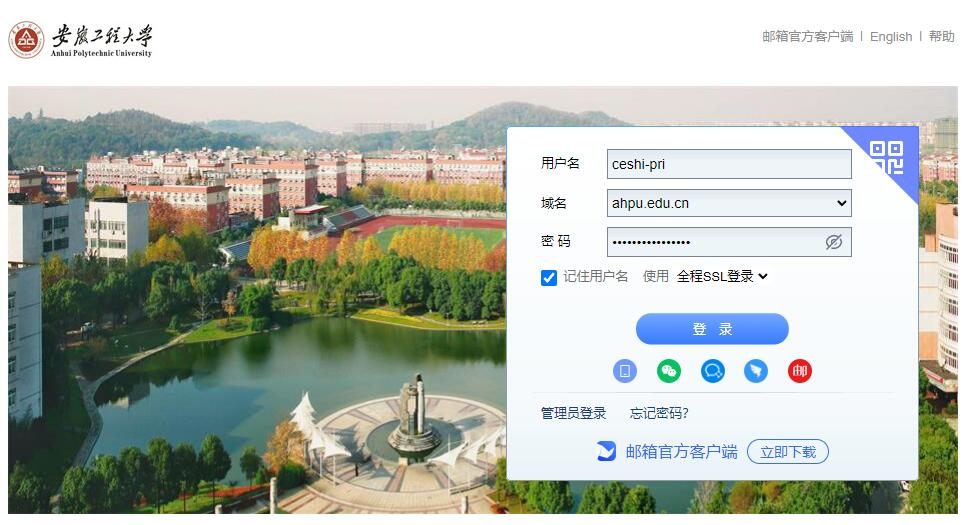 安徽工程大学
Anhui Polytechnic University
邮箱官方客户端 | English | 帮助
用户名 ceshi-pri
域名 ahpu.edu.cn
密 码 ••••••••••••••••
记住用户名 使用 全程SSL登录
登 录
邮
管理员登录 忘记密码?
邮箱官方客户端 立即下载